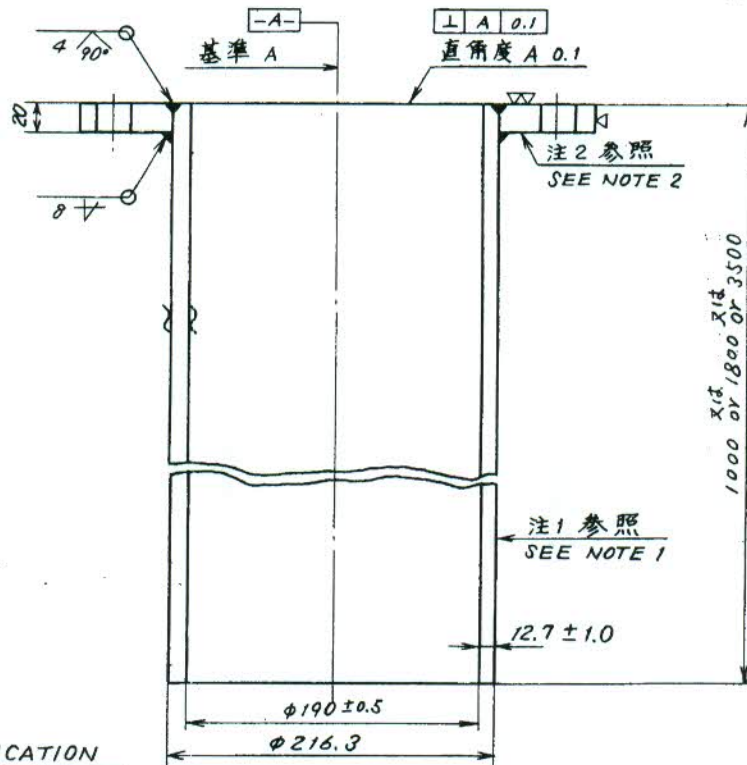 -A-
⊥ A 0.1
基準 A
直角度 A 0.1
4 90°
20
8
注2 参照
SEE NOTE 2
又は 又は
1000 or 1800 or 3500
注1 参照
SEE NOTE 1
12.7 ± 1.0
φ190 ±0.5
φ216.3
CATION